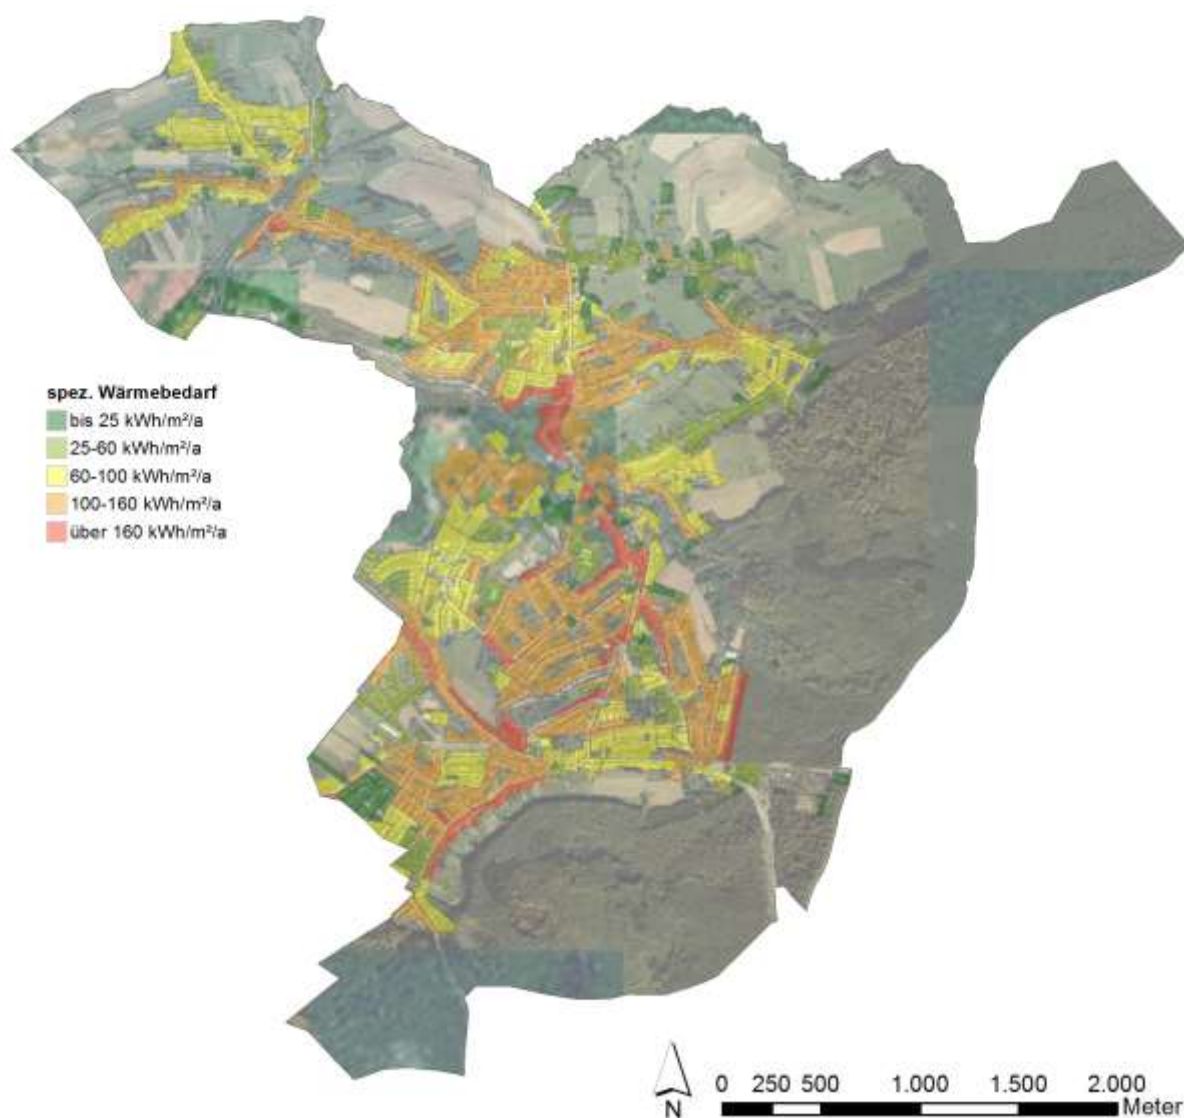 spez. Wärmebedarf
bis 25 kWh/m²/a
25-60 kWh/m²/a
60-100 kWh/m²/a
100-160 kWh/m²/a
über 160 kWh/m²/a
N
0 250 500 1.000 1.500 2.000
Meter